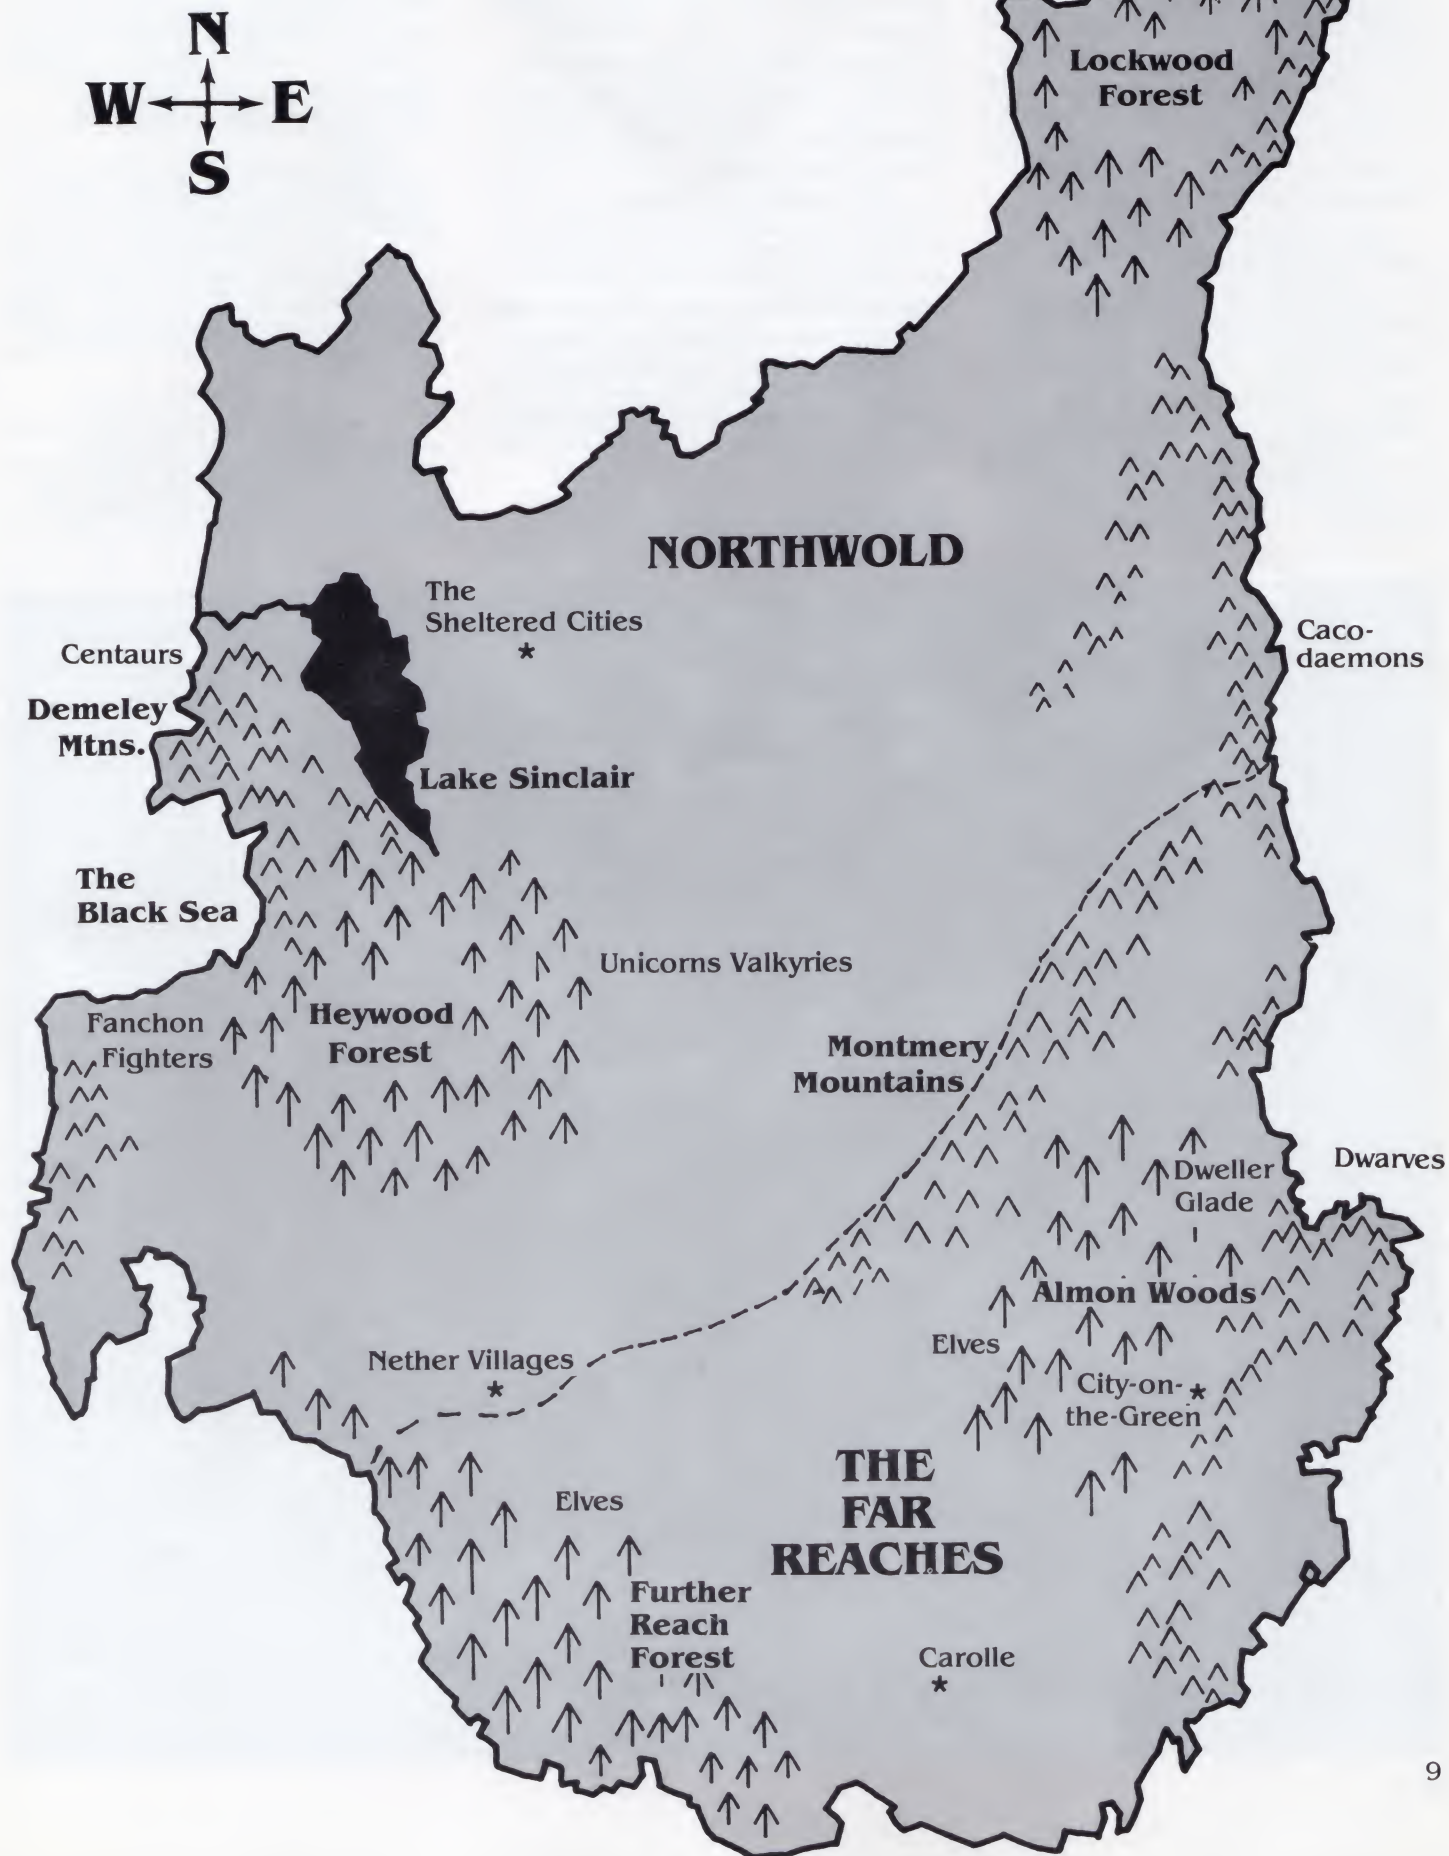 N
W E
S
Lockwood
Forest
NORTHWOLD
The
Sheltered Cities
*
Centaurs
Demeley
Mtns.
Caco-
daemons
Lake Sinclair
The
Black Sea
Unicorns Valkyries
Fanchon
Fighters
Heywood
Forest
Montmery
Mountains
Dweller
Glade
Dwarves
Almon Woods
Elves
Nether Villages
*
City-on- *
the-Green
THE
FAR
REACHES
Elves
Further
Reach
Forest
Carolle
*
9